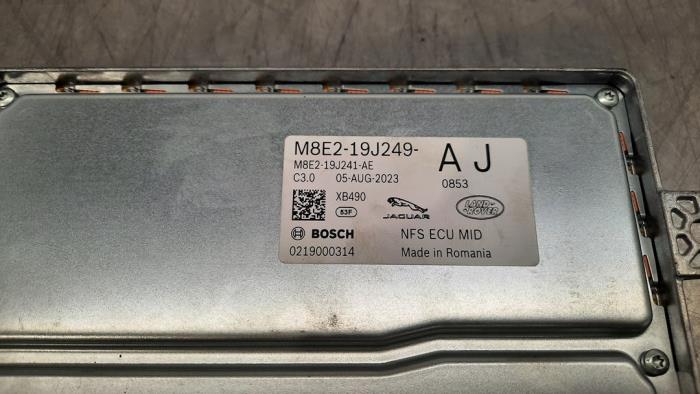 M8E2-19J249- AJ
M8E2-19J241-AE
C3.0 05-AUG-2023 0853
XB490
53F JAGUAR LAND ROVER
BOSCH NFS ECU MID
0219000314 Made in Romania